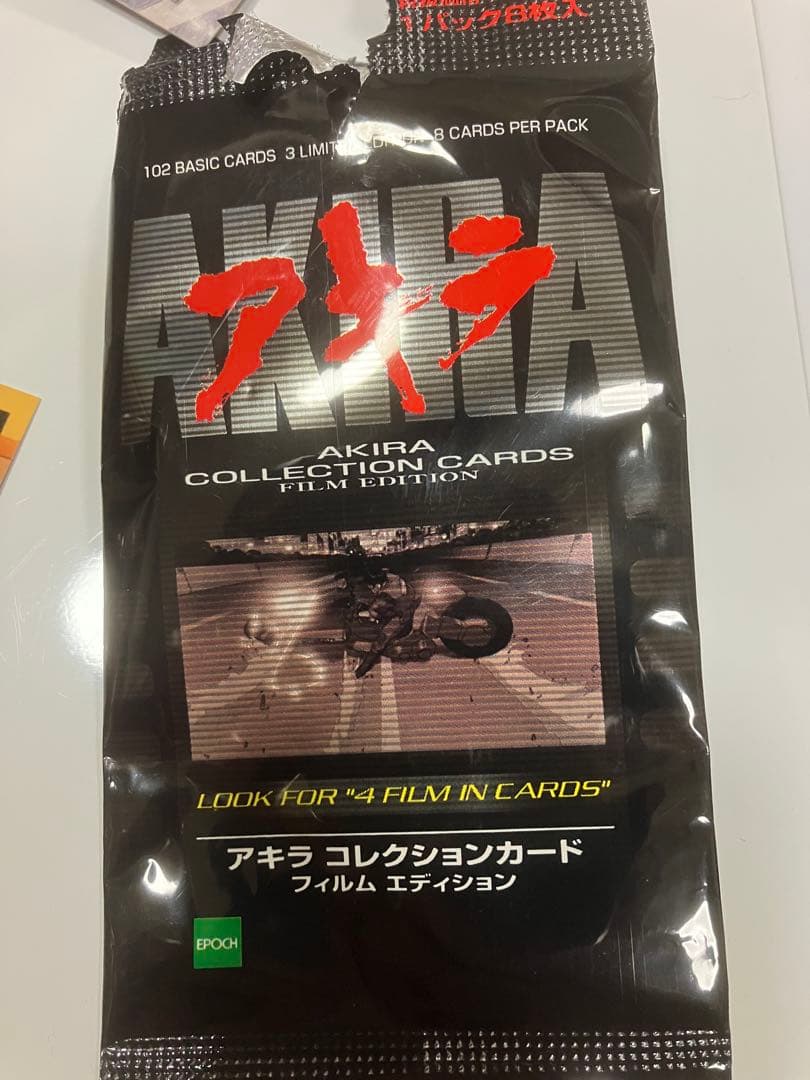 1パック8枚入
102 BASIC CARDS 3 LIMITED 8 CARDS PER PACK
AKIRA
アキラ
AKIRA
COLLECTION CARDS
FILM EDITION
LOOK FOR "4 FILM IN CARDS"
アキラ コレクションカード
フィルム エディション
EPOCH